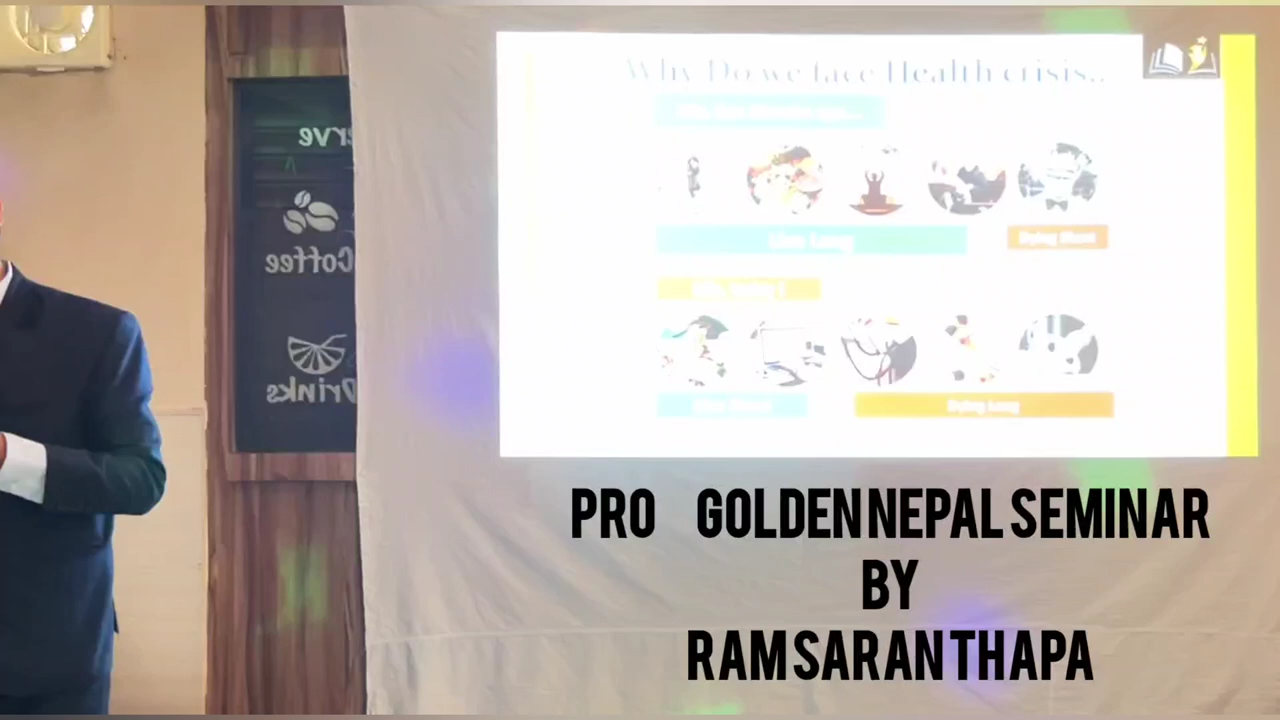 Why Do we face Health crisis..
erve
Coffee
Drinks
Live Long
Dying Short
Dying Long
PRO GOLDEN NEPAL SEMINAR
BY
RAM SARAN THAPA